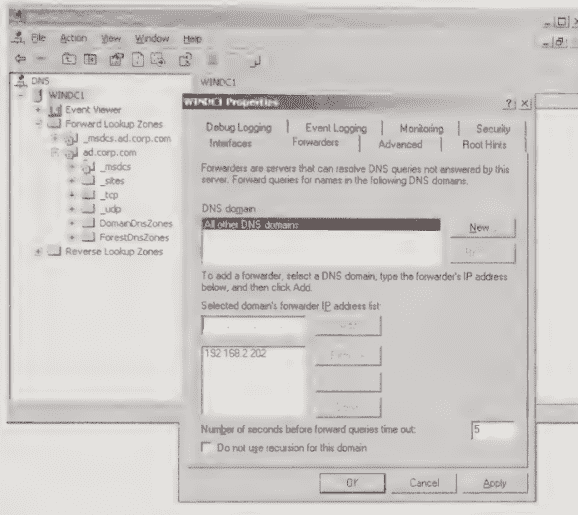 File Action View Window Help
DNS
WINDC1
Event Viewer
Forward Lookup Zones
_msdcs.ad.corp.com
ad.corp.com
_msdcs
_sites
_tcp
_udp
DomainDnsZones
ForestDnsZones
Reverse Lookup Zones
WINDC1
WINDC1 Properties
Debug Logging Event Logging Monitoring Security
Interfaces Forwarders Advanced Root Hints
Forwarders are servers that can resolve DNS queries not answered by this
server. Forward queries for names in the following DNS domains.
DNS domain
All other DNS domains
New...
To add a forwarder, select a DNS domain, type the forwarder's IP address
below, and then click Add.
Selected domain's forwarder IP address list:
192.168.2.202
Number of seconds before forward queries time out:
5
Do not use recursion for this domain
OK Cancel Apply